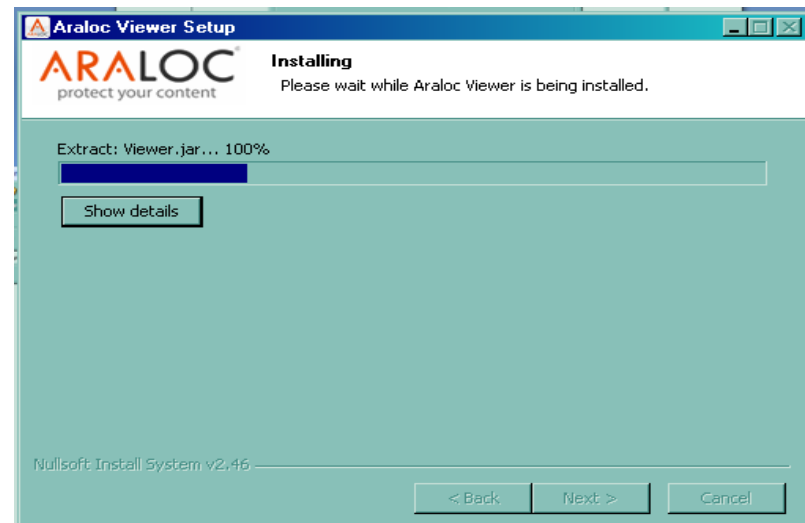 Araloc Viewer Setup
ARALOC
protect your content
Installing
Please wait while Araloc Viewer is being installed.
Extract: Viewer.jar... 100%
Show details
Nullsoft Install System v2.46
< Back
Next >
Cancel